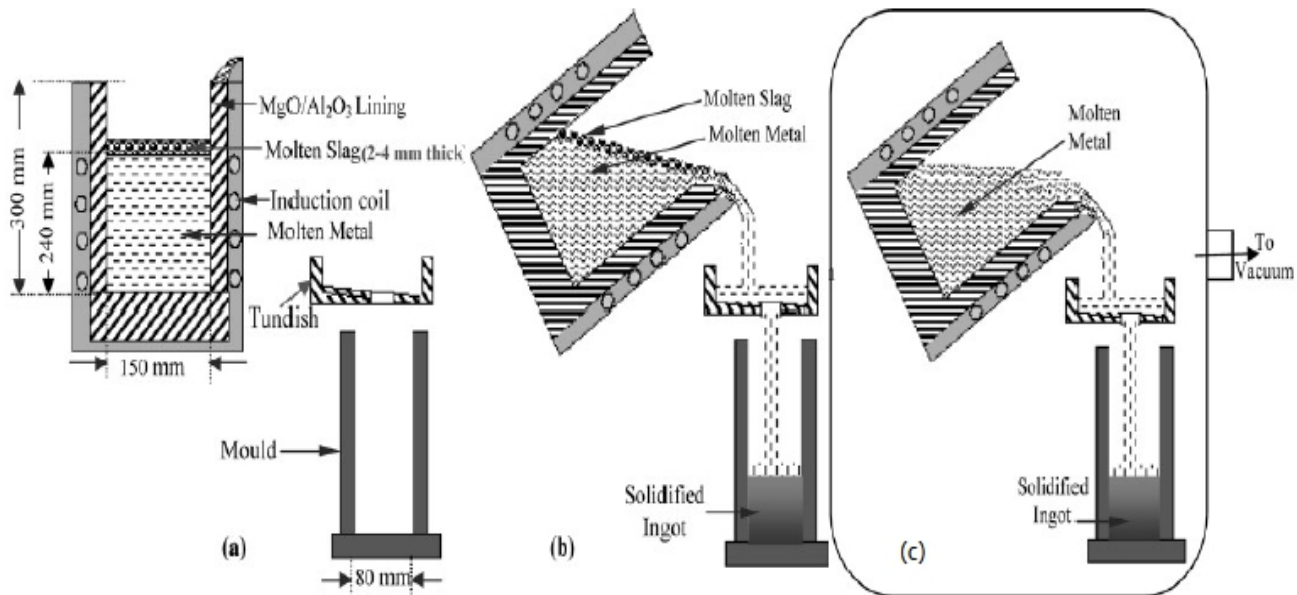 300 mm
240 mm
MgO/Al₂O₃ Lining
Molten Slag(2-4 mm thick)
Induction coil
Molten Metal
Tundish
150 mm
Mould
(a)
80 mm
Molten Slag
Molten Metal
Solidified
Ingot
(b)
Molten
Metal
To
Vacuum
Solidified
Ingot
(c)